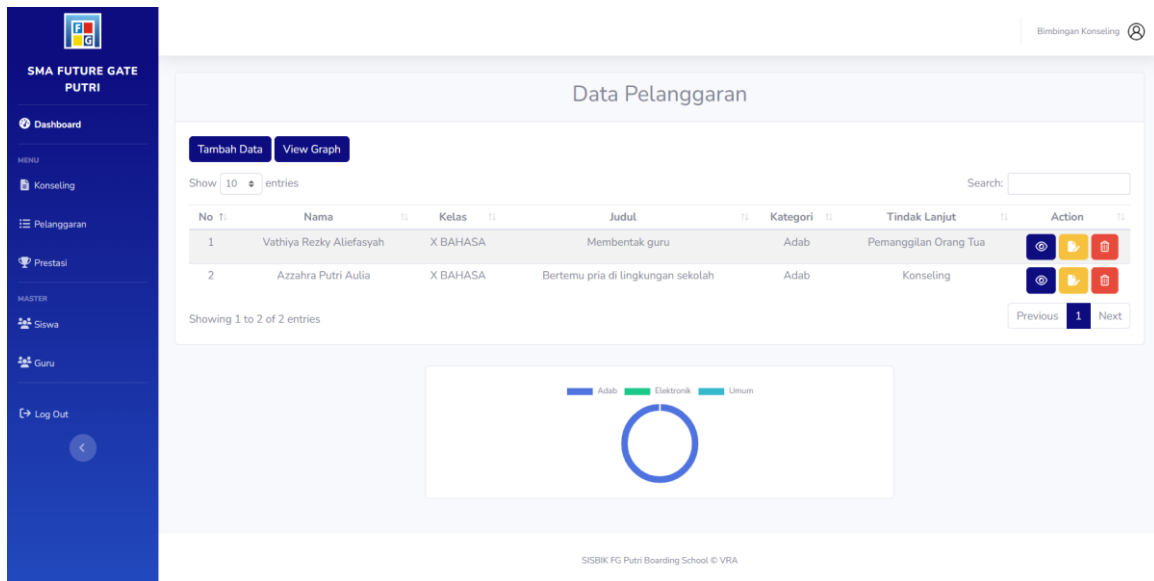 F
G
SMA FUTURE GATE
PUTRI
Dashboard
MENU
Konseling
Pelanggaran
Prestasi
MASTER
Siswa
Guru
Log Out
Bimbingan Konseling
Data Pelanggaran
Tambah Data View Graph
Show 10 entries Search:
No Nama Kelas Judul Kategori Tindak Lanjut Action
1 Vathiya Rezky Aliefasyah X BAHASA Membentak guru Adab Pemanggilan Orang Tua
2 Azzahra Putri Aulia X BAHASA Bertemu pria di lingkungan sekolah Adab Konseling
Showing 1 to 2 of 2 entries Previous 1 Next
Adab Elektronik Umum
SISBIK FG Putri Boarding School © VRA